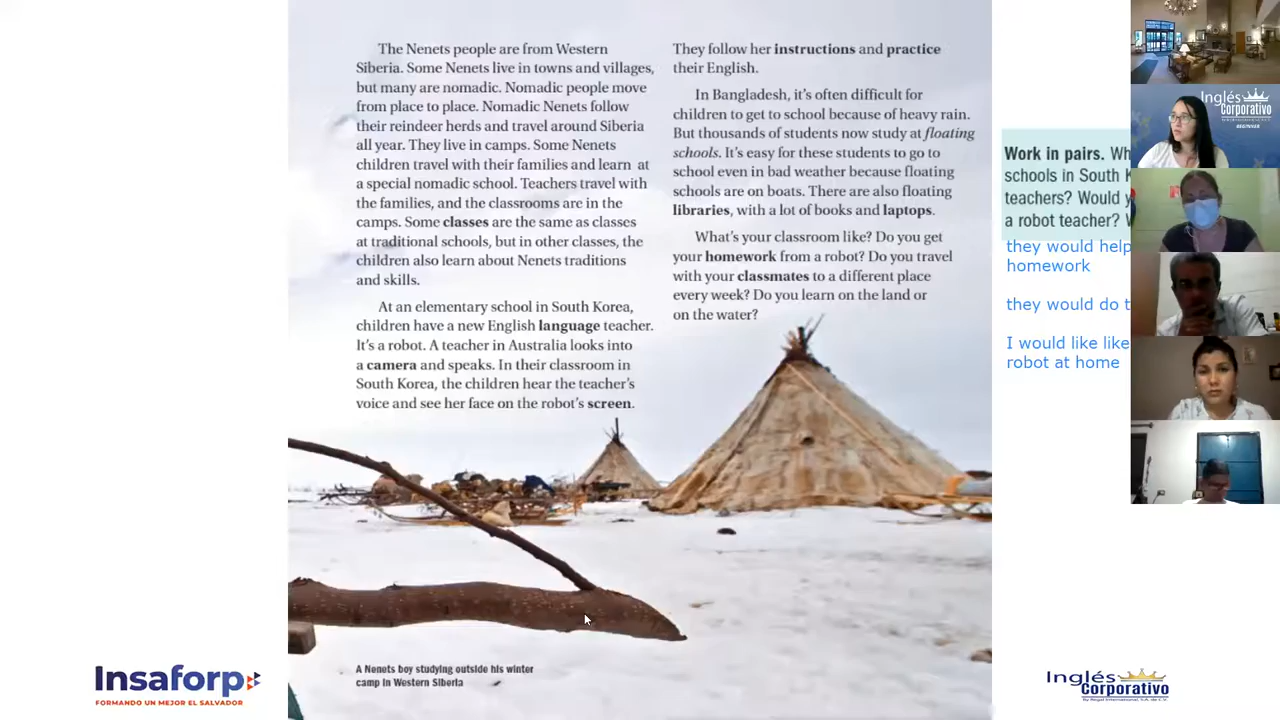 The Nenets people are from Western
Siberia. Some Nenets live in towns and villages,
but many are nomadic. Nomadic people move
from place to place. Nomadic Nenets follow
their reindeer herds and travel around Siberia
all year. They live in camps. Some Nenets
children travel with their families and learn at
a special nomadic school. Teachers travel with
the families, and the classrooms are in the
camps. Some classes are the same as classes
at traditional schools, but in other classes, the
children also learn about Nenets traditions
and skills.
At an elementary school in South Korea,
children have a new English language teacher.
It's a robot. A teacher in Australia looks into
a camera and speaks. In their classroom in
South Korea, the children hear the teacher's
voice and see her face on the robot's screen.
They follow her instructions and practice
their English.
In Bangladesh, it's often difficult for
children to get to school because of heavy rain.
But thousands of students now study at floating
schools. It's easy for these students to go to
school even in bad weather because floating
schools are on boats. There are also floating
libraries, with a lot of books and laptops.
What's your classroom like? Do you get
your homework from a robot? Do you travel
with your classmates to a different place
every week? Do you learn on the land or
on the water?
A Nenets boy studying outside his winter
camp in Western Siberia
Work in pairs. Wh
schools in South K
teachers? Would y
a robot teacher? W
they would help
homework
they would do t
I would like like
robot at home
Inglés
Corporativo
BEGINNER
Insaforp
FORMANDO UN MEJOR EL SALVADOR
Inglés
Corporativo
By Regal International, S.A. de C.V.